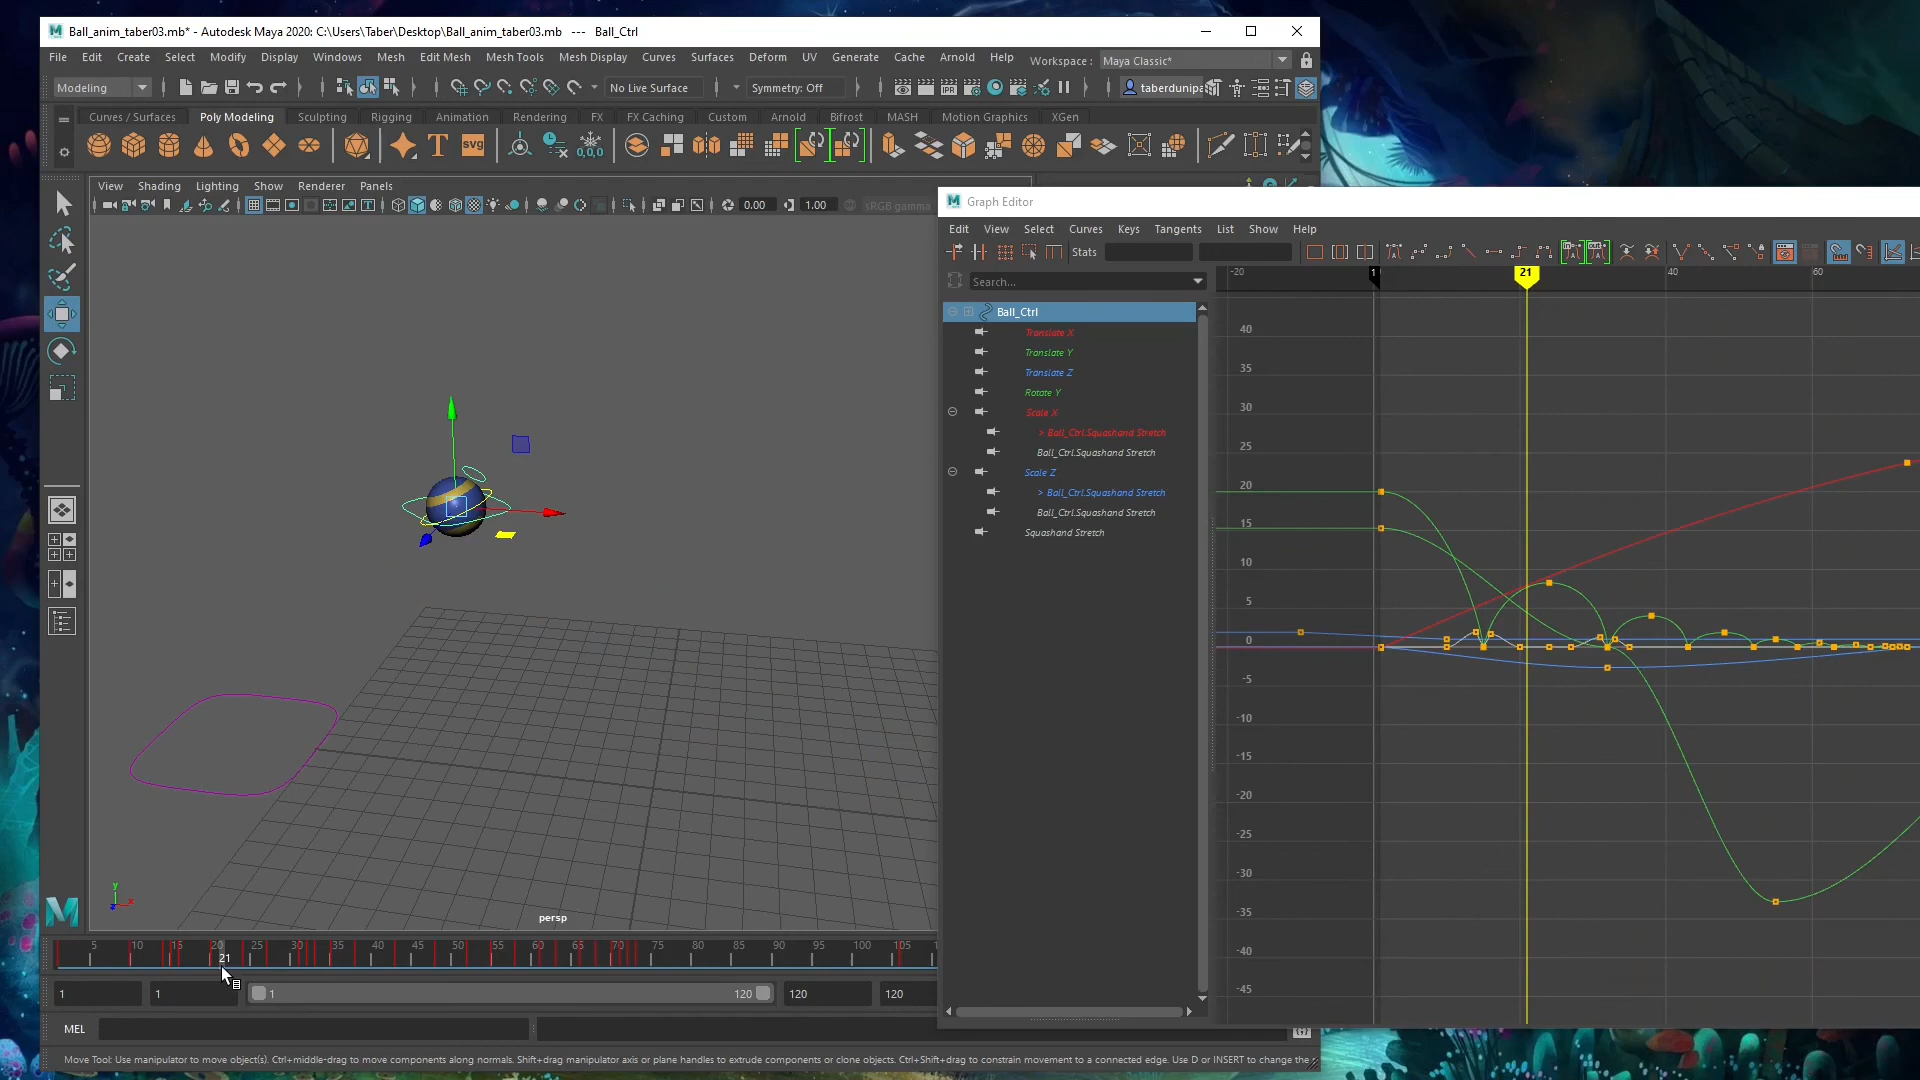 Ball_anim_taber03.mb* - Autodesk Maya 2020: C:\Users\Taber\Desktop\Ball_anim_taber03.mb --- Ball_Ctrl
File Edit Create Select Modify Display Windows Mesh Edit Mesh Mesh Tools Mesh Display Curves Surfaces Deform UV Generate Cache Arnold Help Workspace : Maya Classic*
Modeling No Live Surface Symmetry: Off taberdunipa
Curves / Surfaces Poly Modeling Sculpting Rigging Animation Rendering FX FX Caching Custom Arnold Bifrost MASH Motion Graphics XGen
T SVG 0,0,0
View Shading Lighting Show Renderer Panels
0.00 1.00 sRGB gamma
Graph Editor
Edit View Select Curves Keys Tangents List Show Help
Stats
Search...
-20 1 21 40 60
Ball_Ctrl
Translate X
Translate Y
Translate Z
Rotate Y
Scale X
> Ball_Ctrl.Squashand Stretch
Ball_Ctrl.Squashand Stretch
Scale Z
> Ball_Ctrl.Squashand Stretch
Ball_Ctrl.Squashand Stretch
Squashand Stretch
40
35
30
25
20
15
10
5
0
-5
-10
-15
-20
-25
-30
-35
-40
-45
y
x
z
persp
5 10 15 20 25 30 35 40 45 50 55 60 65 70 75 80 85 90 95 100 105
21
1 1 1 120 120 120
MEL
Move Tool: Use manipulator to move object(s). Ctrl+middle-drag to move components along normals. Shift+drag manipulator axis or plane handles to extrude components or clone objects. Ctrl+Shift+drag to constrain movement to a connected edge. Use D or INSERT to change the